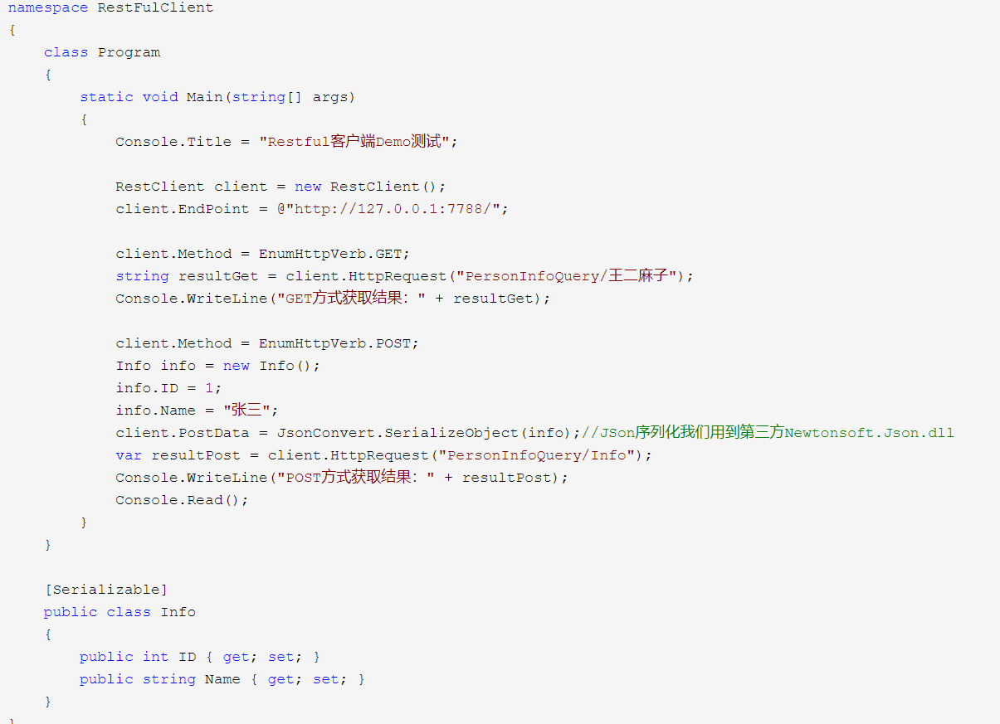 namespace RestFulClient
{
    class Program
    {
        static void Main(string[] args)
        {
            Console.Title = "Restful客户端Demo测试";
            RestClient client = new RestClient();
            client.EndPoint = @"http://127.0.0.1:7788/";
            client.Method = EnumHttpVerb.GET;
            string resultGet = client.HttpRequest("PersonInfoQuery/王二麻子");
            Console.WriteLine("GET方式获取结果：" + resultGet);
            client.Method = EnumHttpVerb.POST;
            Info info = new Info();
            info.ID = 1;
            info.Name = "张三";
            client.PostData = JsonConvert.SerializeObject(info);//JSon序列化我们用到第三方Newtonsoft.Json.dll
            var resultPost = client.HttpRequest("PersonInfoQuery/Info");
            Console.WriteLine("POST方式获取结果：" + resultPost);
            Console.Read();
        }
    }
    [Serializable]
    public class Info
    {
        public int ID { get; set; }
        public string Name { get; set; }
    }
}